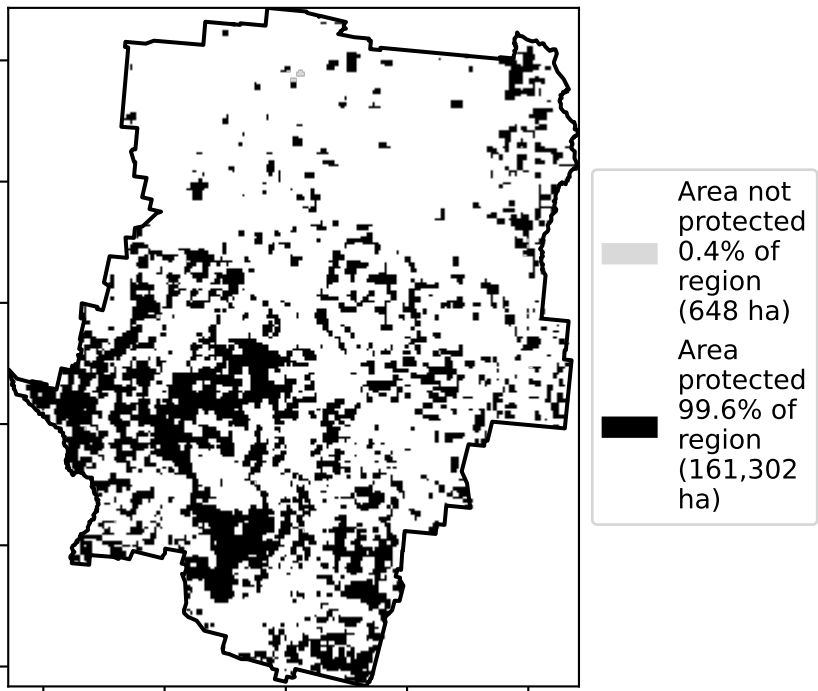 Area not
protected
0.4% of
region
(648 ha)
Area
protected
99.6% of
region
(161,302
ha)